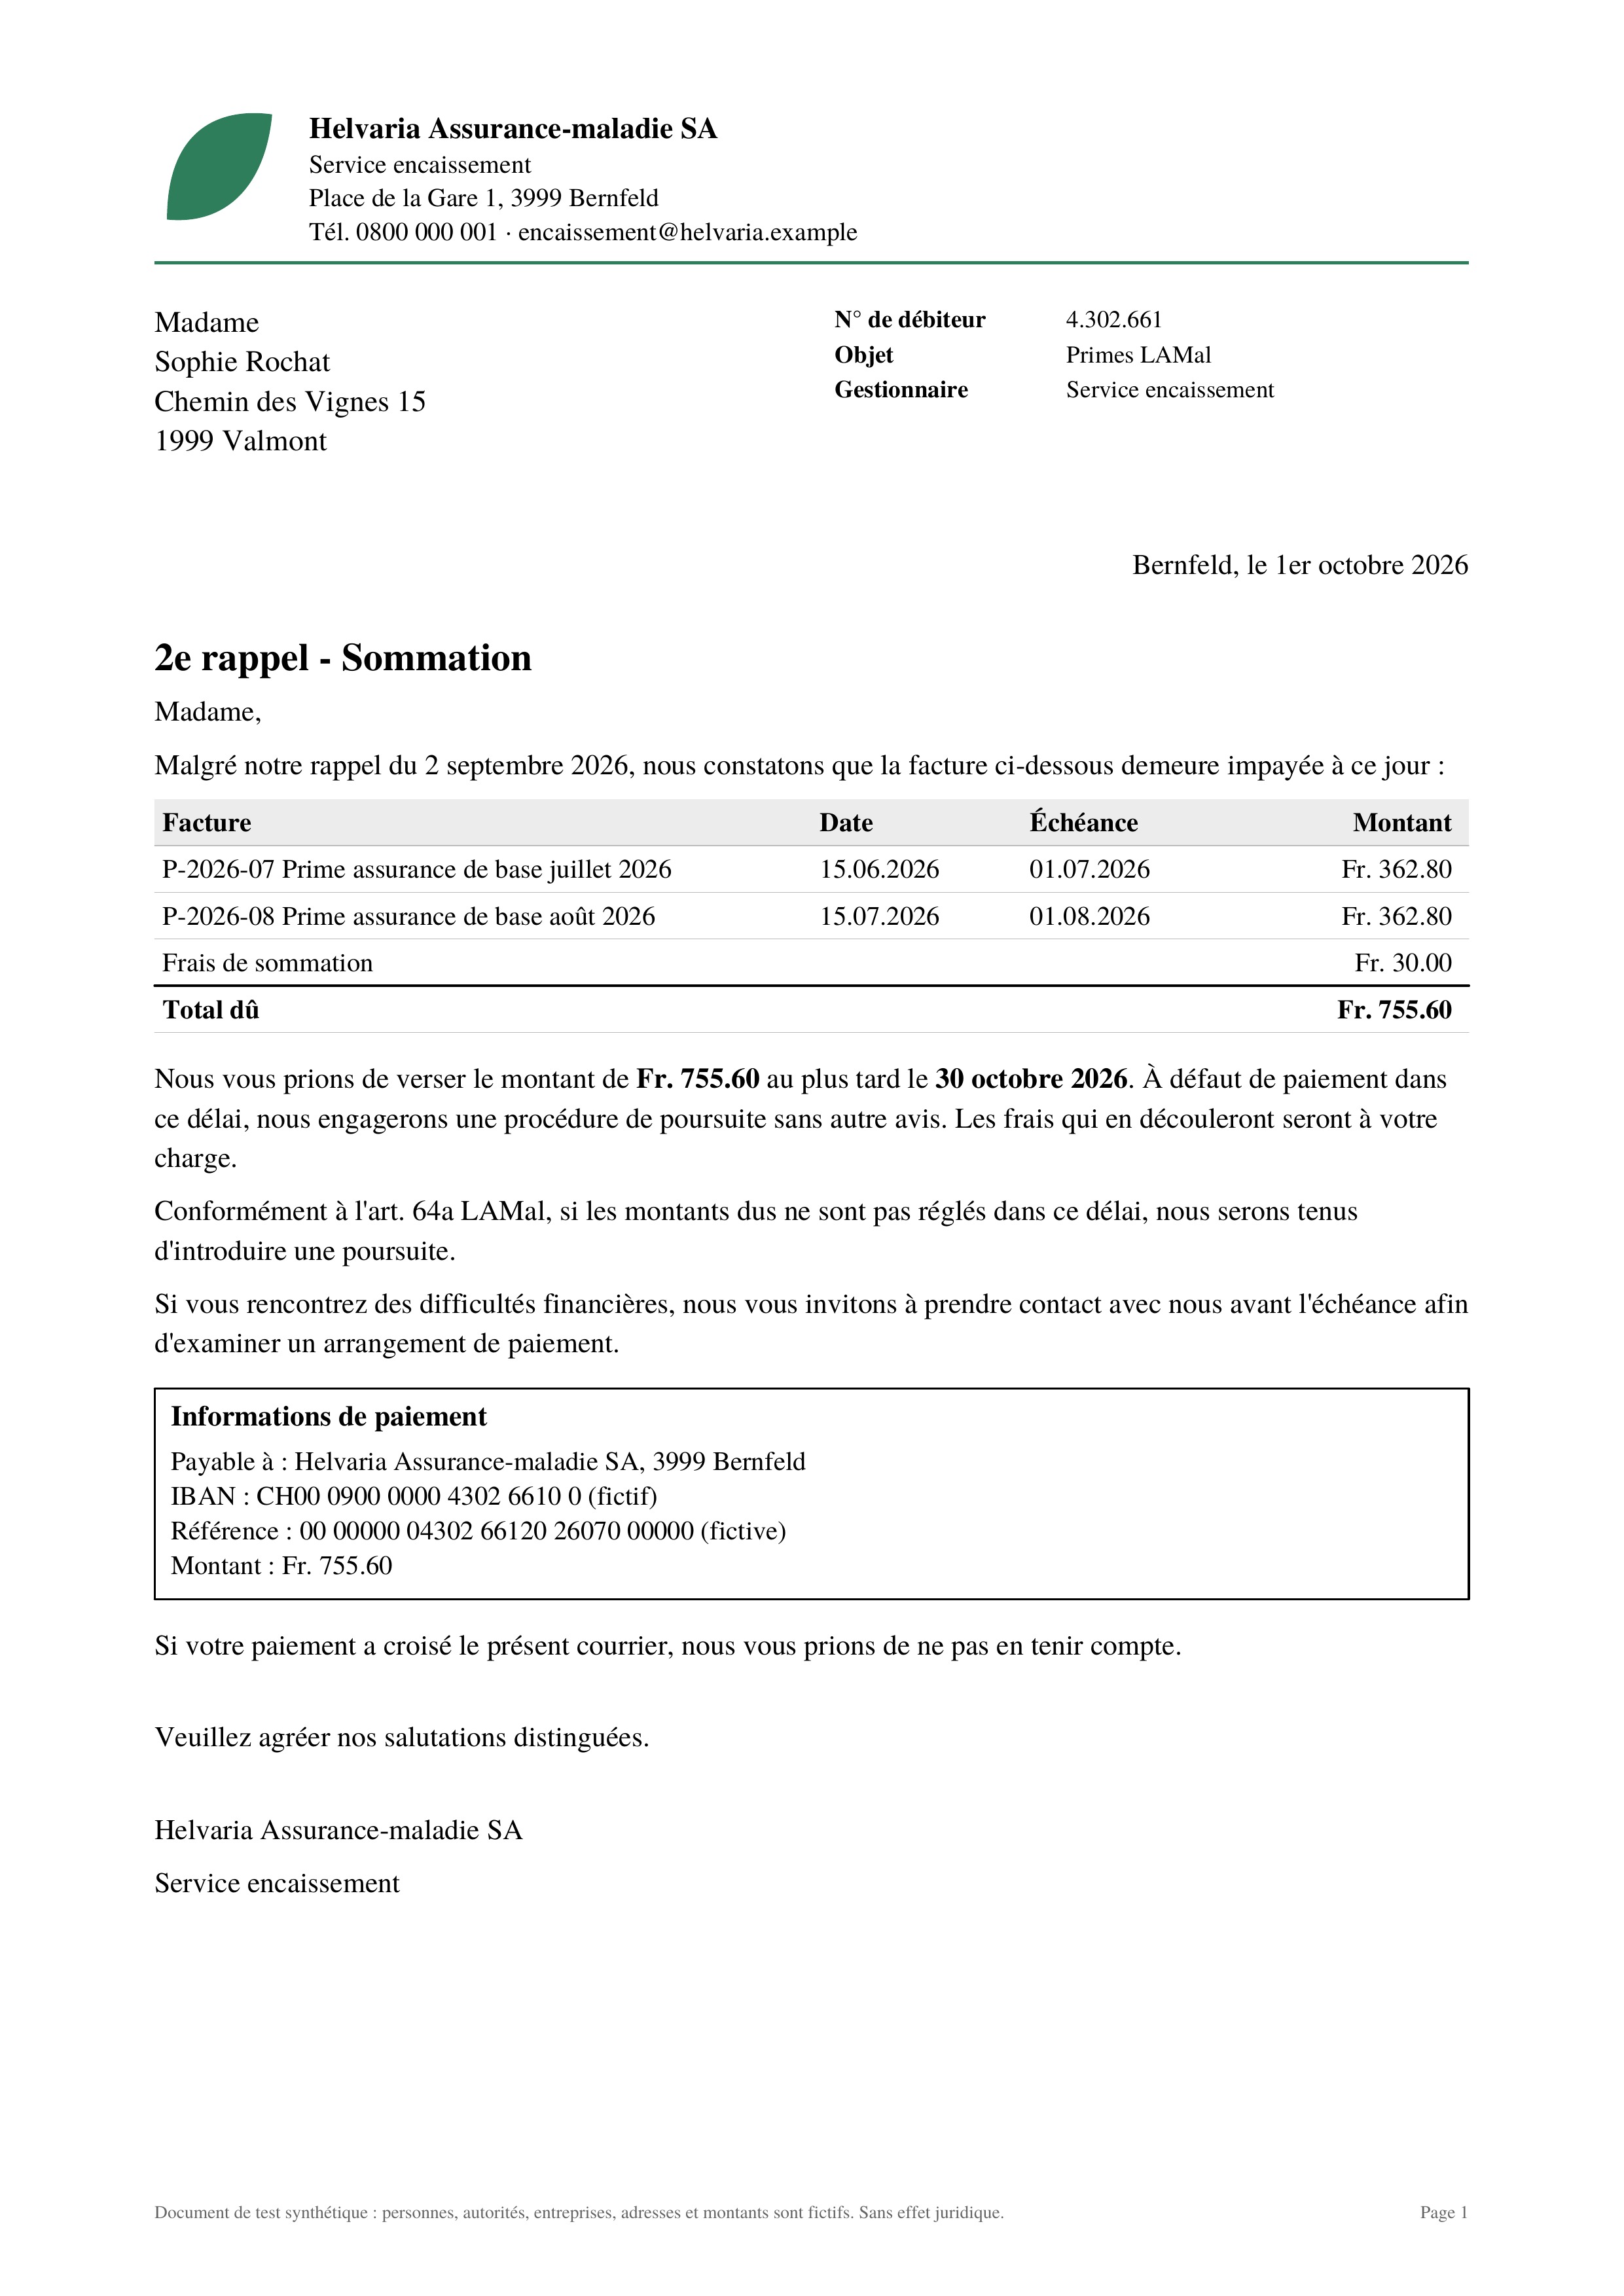 Helvaria Assurance-maladie SA
Service encaissement
Place de la Gare 1, 3999 Bernfeld
Tél. 0800 000 001 · encaissement@helvaria.example
Madame
Sophie Rochat
Chemin des Vignes 15
1999 Valmont
N° de débiteur 4.302.661
Objet Primes LAMal
Gestionnaire Service encaissement
Bernfeld, le 1er octobre 2026
2e rappel - Sommation
Madame,
Malgré notre rappel du 2 septembre 2026, nous constatons que la facture ci-dessous demeure impayée à ce jour :
Facture Date Échéance Montant
P-2026-07 Prime assurance de base juillet 2026 15.06.2026 01.07.2026 Fr. 362.80
P-2026-08 Prime assurance de base août 2026 15.07.2026 01.08.2026 Fr. 362.80
Frais de sommation Fr. 30.00
Total dû Fr. 755.60
Nous vous prions de verser le montant de Fr. 755.60 au plus tard le 30 octobre 2026. À défaut de paiement dans
ce délai, nous engagerons une procédure de poursuite sans autre avis. Les frais qui en découleront seront à votre
charge.
Conformément à l'art. 64a LAMal, si les montants dus ne sont pas réglés dans ce délai, nous serons tenus
d'introduire une poursuite.
Si vous rencontrez des difficultés financières, nous vous invitons à prendre contact avec nous avant l'échéance afin
d'examiner un arrangement de paiement.
Informations de paiement
Payable à : Helvaria Assurance-maladie SA, 3999 Bernfeld
IBAN : CH00 0900 0000 4302 6610 0 (fictif)
Référence : 00 00000 04302 66120 26070 00000 (fictive)
Montant : Fr. 755.60
Si votre paiement a croisé le présent courrier, nous vous prions de ne pas en tenir compte.
Veuillez agréer nos salutations distinguées.
Helvaria Assurance-maladie SA
Service encaissement
Document de test synthétique : personnes, autorités, entreprises, adresses et montants sont fictifs. Sans effet juridique. Page 1